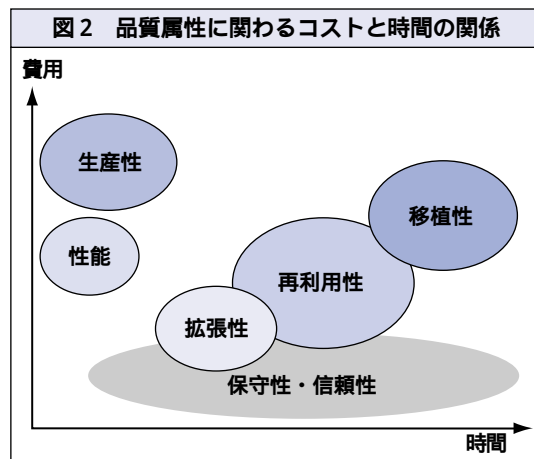 図2 品質属性に関わるコストと時間の関係
費用
生産性
移植性
性能
再利用性
拡張性
保守性・信頼性
時間